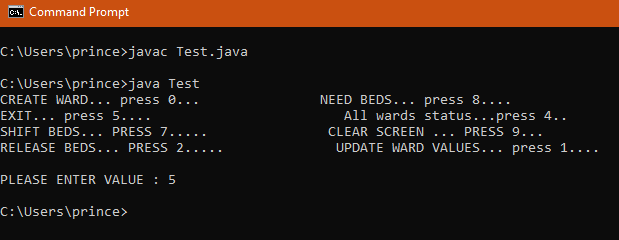 Command Prompt
C:\Users\prince>javac Test.java
C:\Users\prince>java Test
CREATE WARD... press 0... NEED BEDS... press 8....
EXIT... press 5.... All wards status...press 4..
SHIFT BEDS... PRESS 7..... CLEAR SCREEN ... PRESS 9...
RELEASE BEDS... PRESS 2..... UPDATE WARD VALUES... press 1....
PLEASE ENTER VALUE : 5
C:\Users\prince>